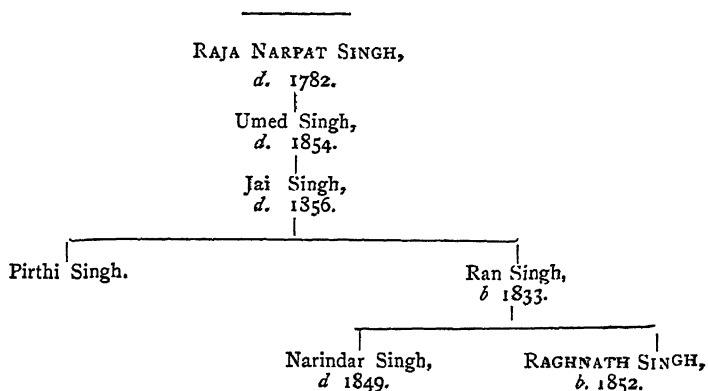 RAJA NARPAT SINGH,
d. 1782.
Umed Singh,
d. 1854.
Jai Singh,
d. 1856.
Pirthi Singh.
Ran Singh,
b 1833.
Narindar Singh,
d 1849.
RAGHNATH SINGH,
b. 1852.